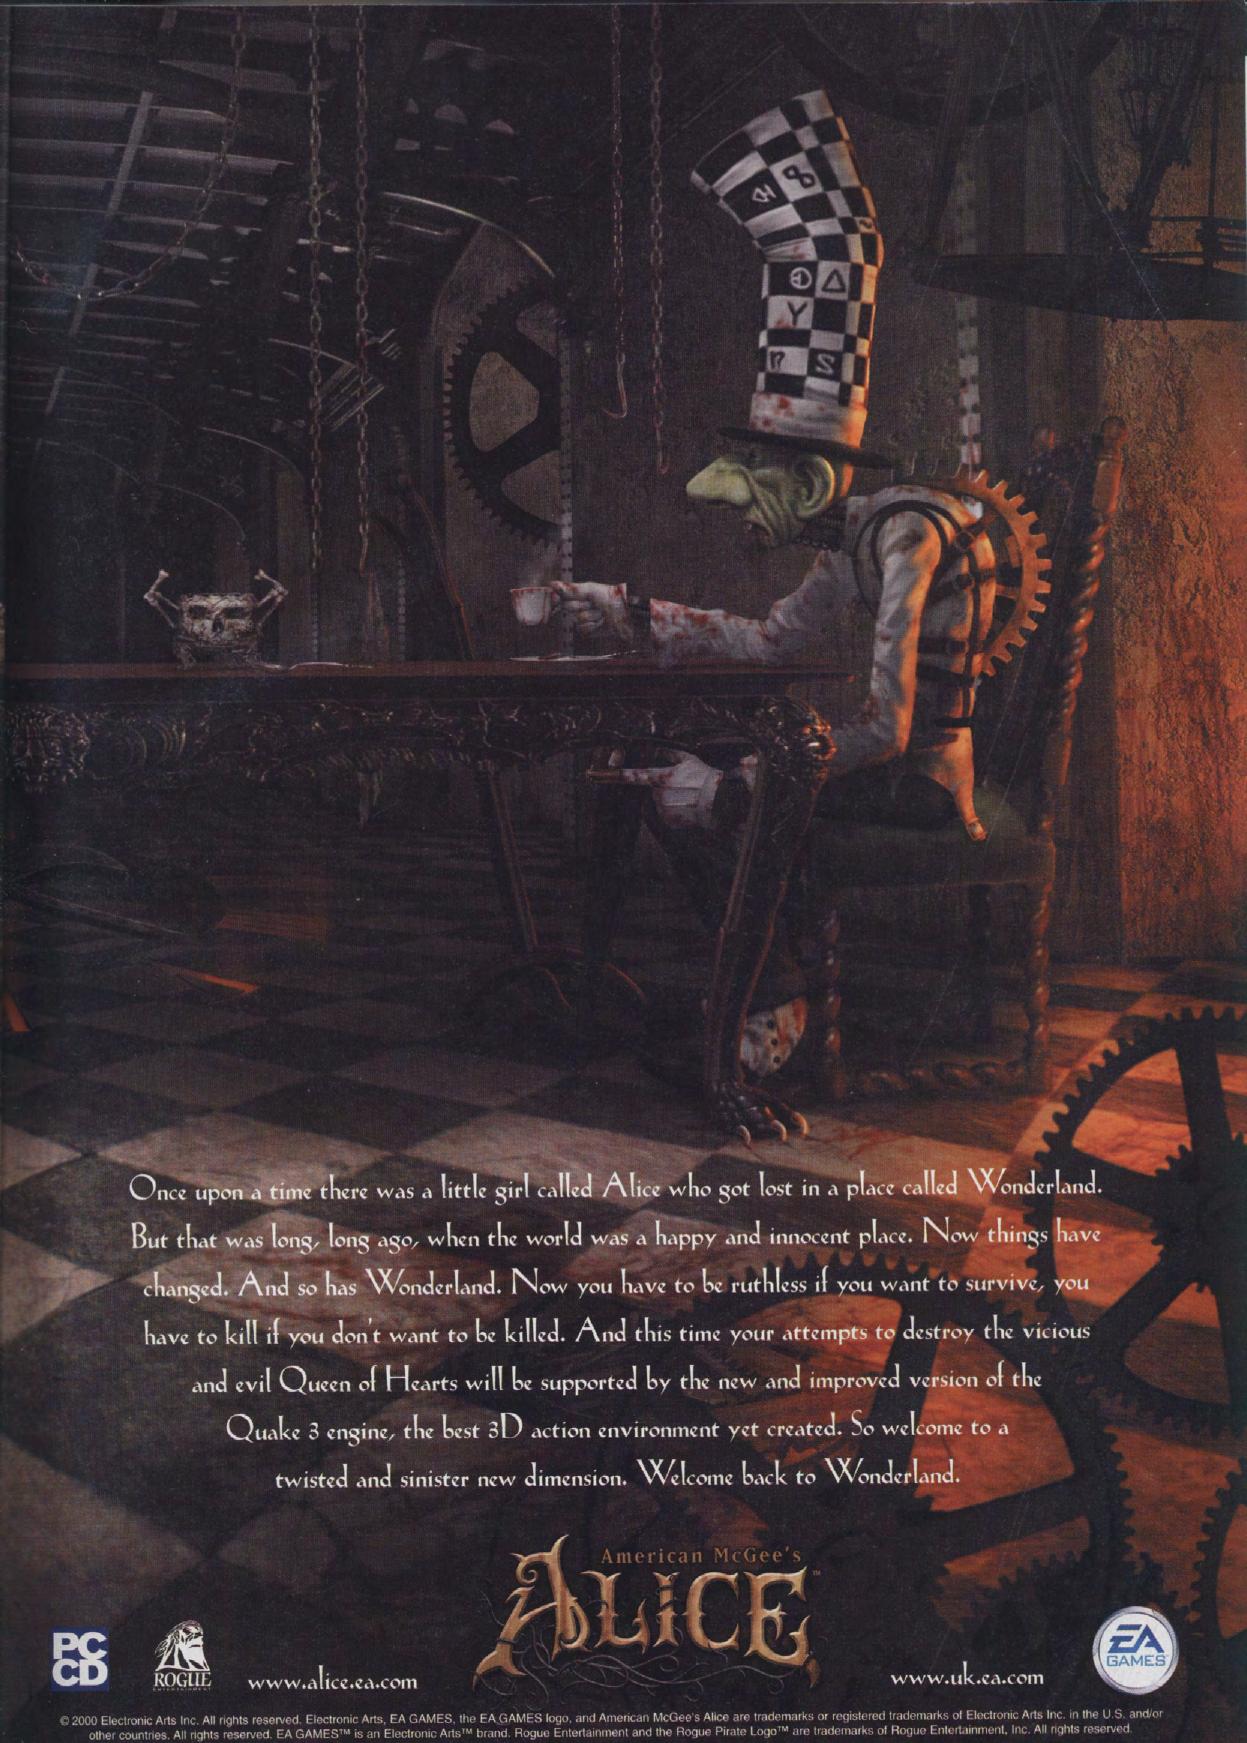 Once upon a time there was a little girl called Alice who got lost in a place called Wonderland.
But that was long, long ago, when the world was a happy and innocent place. Now things have
changed. And so has Wonderland. Now you have to be ruthless if you want to survive, you
have to kill if you don't want to be killed. And this time your attempts to destroy the vicious
and evil Queen of Hearts will be supported by the new and improved version of the
Quake 3 engine, the best 3D action environment yet created. So welcome to a
twisted and sinister new dimension. Welcome back to Wonderland.
American McGee's
ALiCE™
PC
CD
ROGUE
ENTERTAINMENT
www.alice.ea.com
www.uk.ea.com
EA
GAMES™
© 2000 Electronic Arts Inc. All rights reserved. Electronic Arts, EA GAMES, the EA GAMES logo, and American McGee's Alice are trademarks or registered trademarks of Electronic Arts Inc. in the U.S. and/or
other countries. All rights reserved. EA GAMES™ is an Electronic Arts™ brand. Rogue Entertainment and the Rogue Pirate Logo™ are trademarks of Rogue Entertainment, Inc. All rights reserved.